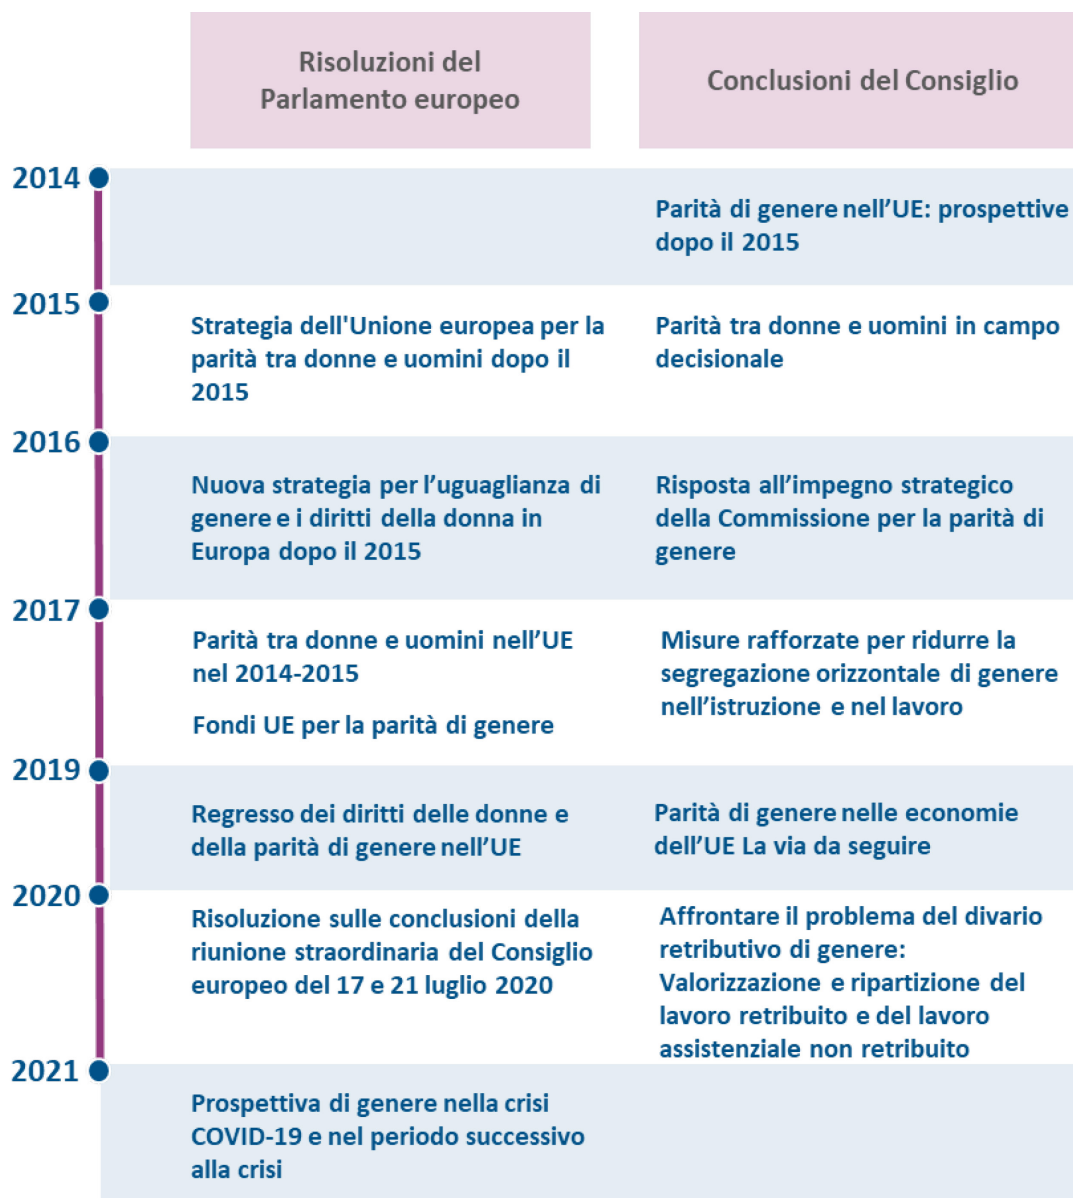 Risoluzioni del
Parlamento europeo
Conclusioni del Consiglio
2014
Parità di genere nell’UE: prospettive
dopo il 2015
2015
Strategia dell'Unione europea per la
parità tra donne e uomini dopo il
2015
Parità tra donne e uomini in campo
decisionale
2016
Nuova strategia per l’uguaglianza di
genere e i diritti della donna in
Europa dopo il 2015
Risposta all’impegno strategico
della Commissione per la parità di
genere
2017
Parità tra donne e uomini nell’UE
nel 2014-2015
Fondi UE per la parità di genere
Misure rafforzate per ridurre la
segregazione orizzontale di genere
nell’istruzione e nel lavoro
2019
Regresso dei diritti delle donne e
della parità di genere nell’UE
Parità di genere nelle economie
dell’UE La via da seguire
2020
Risoluzione sulle conclusioni della
riunione straordinaria del Consiglio
europeo del 17 e 21 luglio 2020
Affrontare il problema del divario
retributivo di genere:
Valorizzazione e ripartizione del
lavoro retribuito e del lavoro
assistenziale non retribuito
2021
Prospettiva di genere nella crisi
COVID-19 e nel periodo successivo
alla crisi